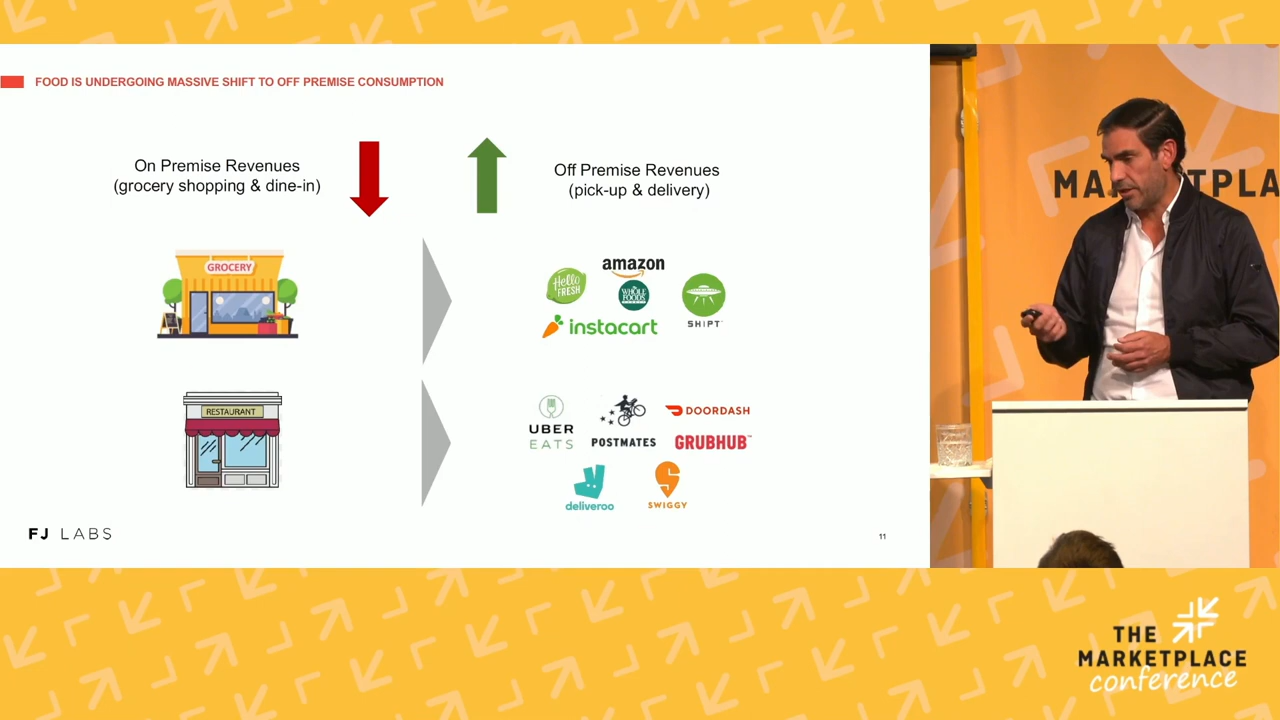 FOOD IS UNDERGOING MASSIVE SHIFT TO OFF PREMISE CONSUMPTION
On Premise Revenues
(grocery shopping & dine-in)
Off Premise Revenues
(pick-up & delivery)
GROCERY
Hello
FRESH
amazon
WHOLE
FOODS
SHIPT
instacart
RESTAURANT
UBER
EATS
POSTMATES
DOORDASH
GRUBHUB
deliveroo
SWIGGY
FJ LABS
11
THE
MARKETPLACE
conference